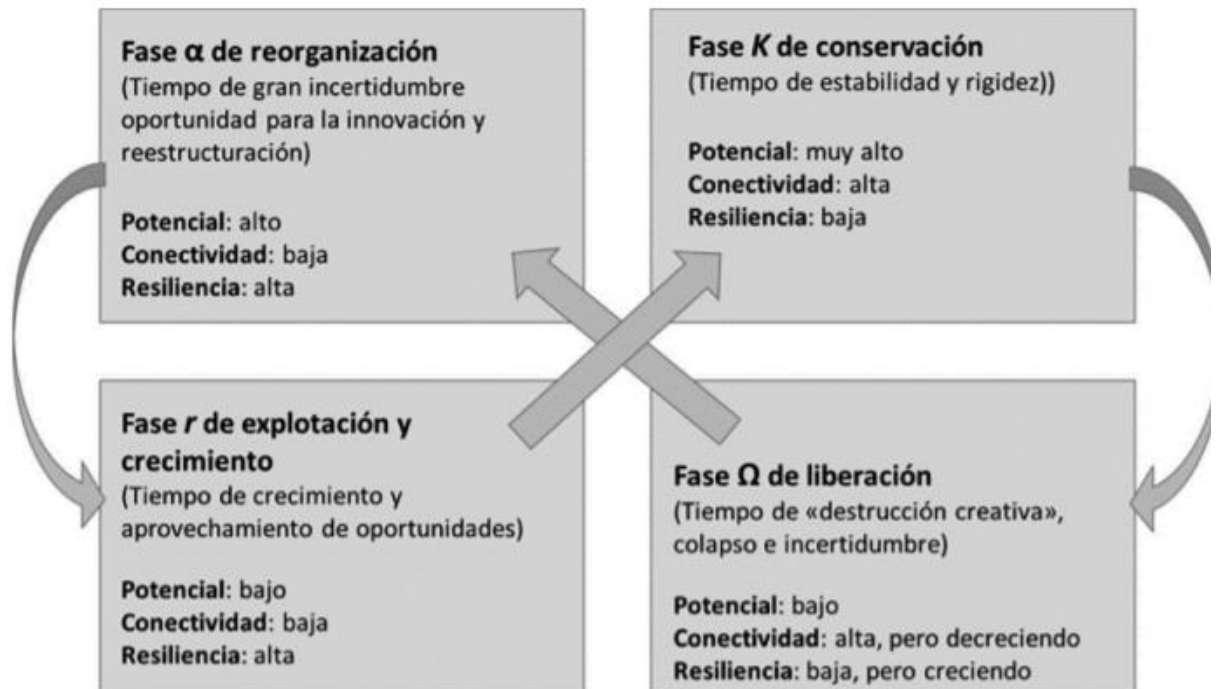 Fase α de reorganización
(Tiempo de gran incertidumbre
oportunidad para la innovación y
reestructuración)
Potencial: alto
Conectividad: baja
Resiliencia: alta
Fase K de conservación
(Tiempo de estabilidad y rigidez))
Potencial: muy alto
Conectividad: alta
Resiliencia: baja
Fase r de explotación y
crecimiento
(Tiempo de crecimiento y
aprovechamiento de oportunidades)
Potencial: bajo
Conectividad: baja
Resiliencia: alta
Fase Ω de liberación
(Tiempo de «destrucción creativa»,
colapso e incertidumbre)
Potencial: bajo
Conectividad: alta, pero decreciendo
Resiliencia: baja, pero creciendo